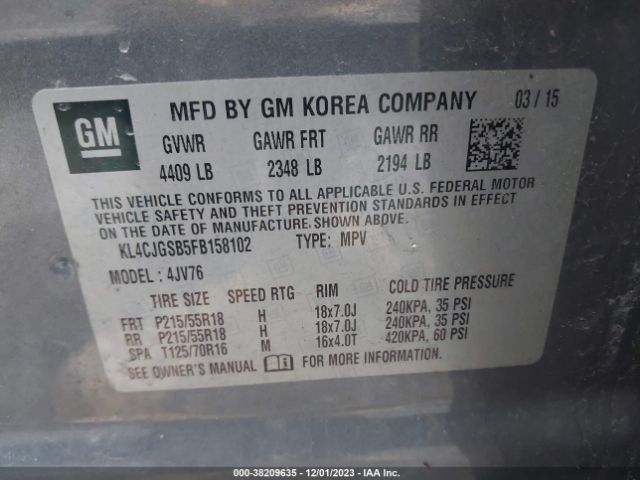 GM
MFD BY GM KOREA COMPANY 03 / 15
GVWR GAWR FRT GAWR RR
4409 LB 2348 LB 2194 LB
THIS VEHICLE CONFORMS TO ALL APPLICABLE U.S. FEDERAL MOTOR
VEHICLE SAFETY AND THEFT PREVENTION STANDARDS IN EFFECT
ON THE DATE OF MANUFACTURE SHOWN ABOVE.
KL4CJGSB5FB158102 TYPE: MPV
MODEL : 4JV76
TIRE SIZE SPEED RTG RIM COLD TIRE PRESSURE
FRT P215/55R18 H 18x7.0J 240KPA, 35 PSI
RR P215/55R18 H 18x7.0J 240KPA, 35 PSI
SPA T125/70R16 M 16x4.0T 420KPA, 60 PSI
SEE OWNER'S MANUAL FOR MORE INFORMATION.
000-38209635 - 12/01/2023 - IAAI.COM